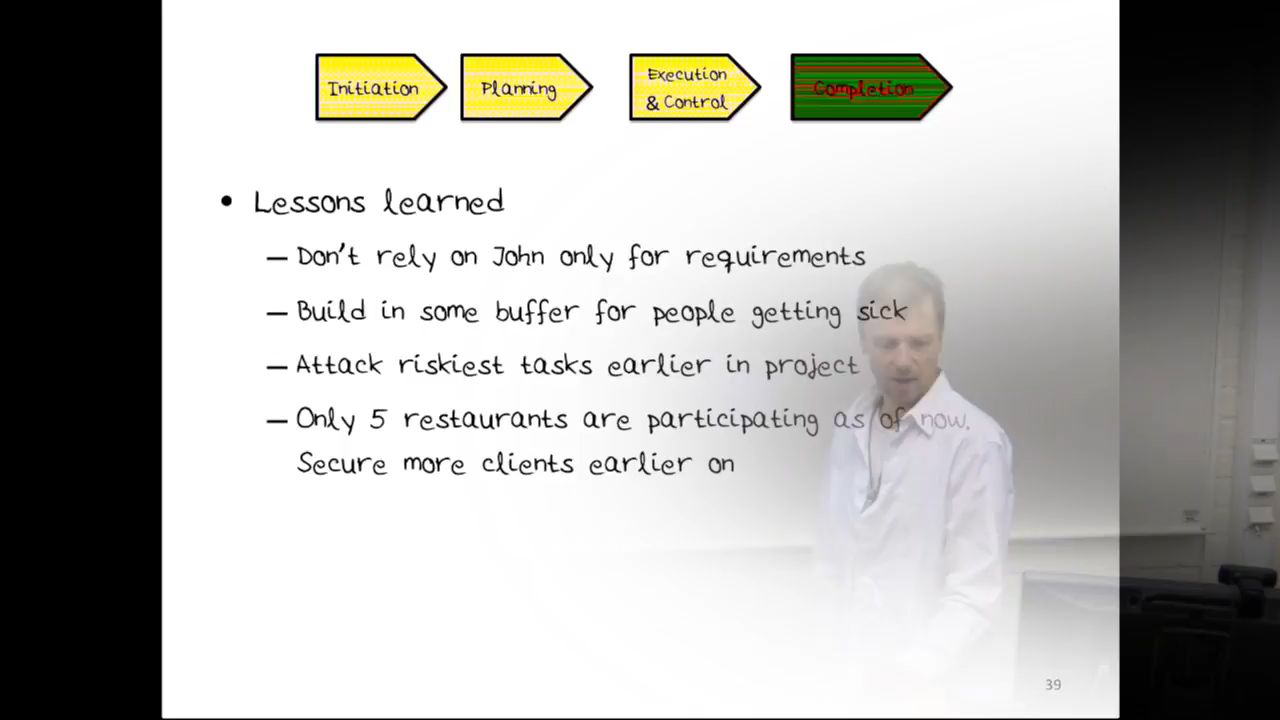 Initiation
Planning
Execution
& Control
Completion
• Lessons learned
— Don't rely on John only for requirements
— Build in some buffer for people getting sick
— Attack riskiest tasks earlier in project
— Only 5 restaurants are participating as of now.
Secure more clients earlier on
39